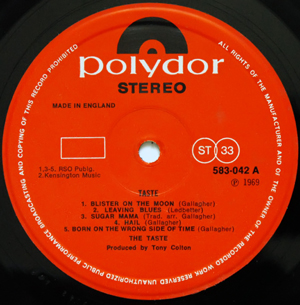 polydor
STEREO
MADE IN ENGLAND
ST 33
1,3-5. RSO Publg.
2.Kensington Music
583-042 A
℗ 1969
TASTE
1. BLISTER ON THE MOON (Gallagher)
2. LEAVING BLUES (Ledbetter)
3. SUGAR MAMA (Trad. arr. Gallagher)
4. HAIL (Gallagher)
5. BORN ON THE WRONG SIDE OF TIME (Gallagher)
THE TASTE
Produced by Tony Colton
ALL RIGHTS OF THE MANUFACTURER AND OF THE OWNER OF THE RECORDED WORK RESERVED UNAUTHORIZED PUBLIC PERFORMANCE BROADCASTING AND COPYING OF THIS RECORD PROHIBITED